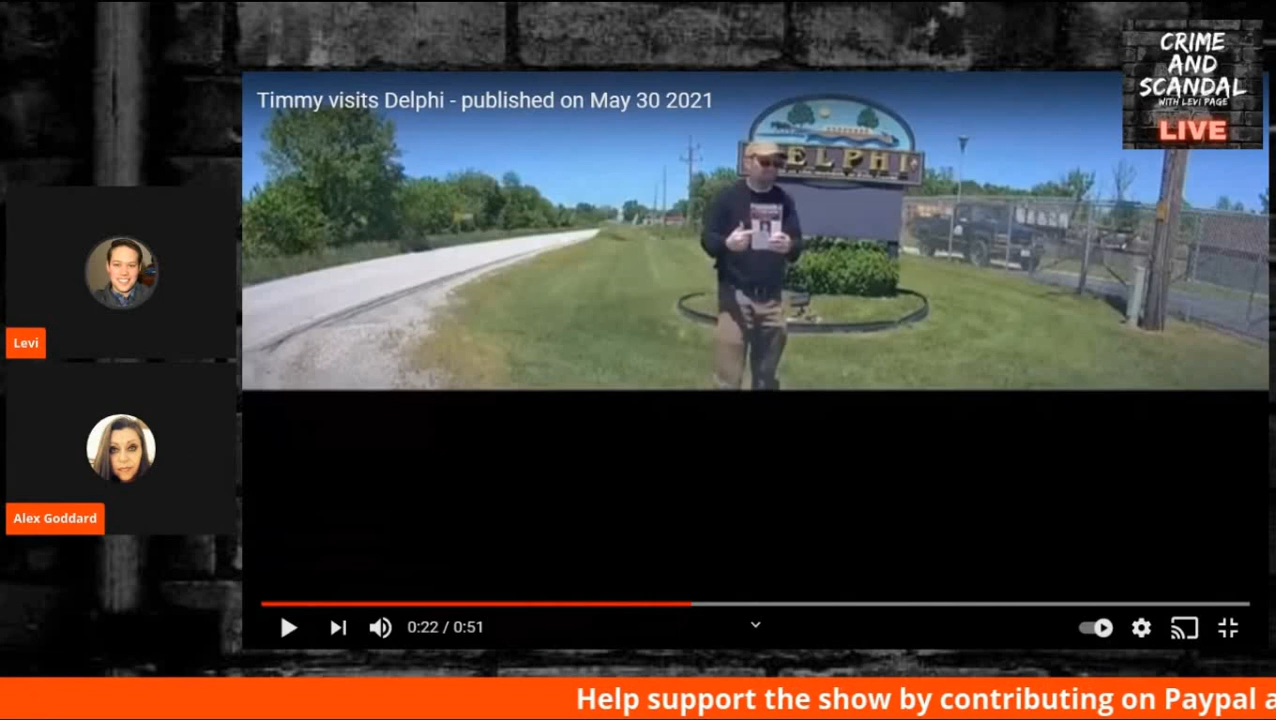 CRIME
AND
SCANDAL
WITH LEVI PAGE
LIVE
Timmy visits Delphi - published on May 30 2021
DELPHI
Levi
Alex Goddard
0:22 / 0:51
Help support the show by contributing on Paypal a